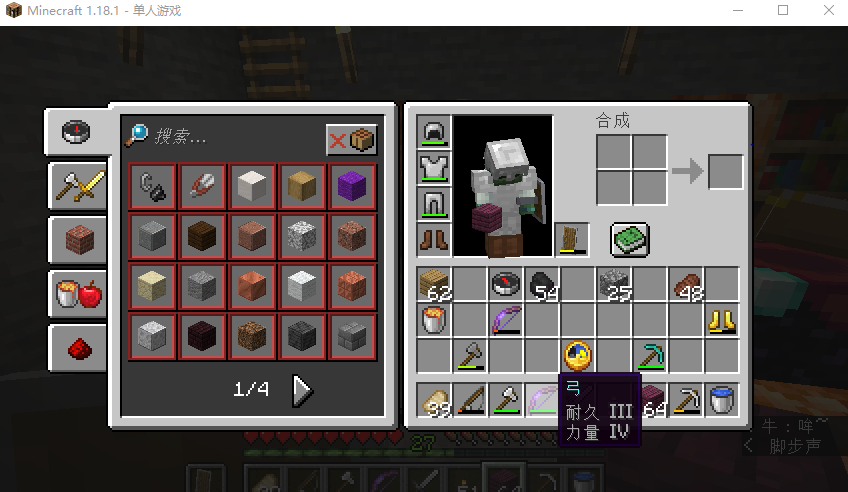 Minecraft 1.18.1 - 单人游戏
搜索...
合成
62
54
25
48
1/4
弓
耐久 III
力量 IV
64
27
牛：哞~
< 脚步声